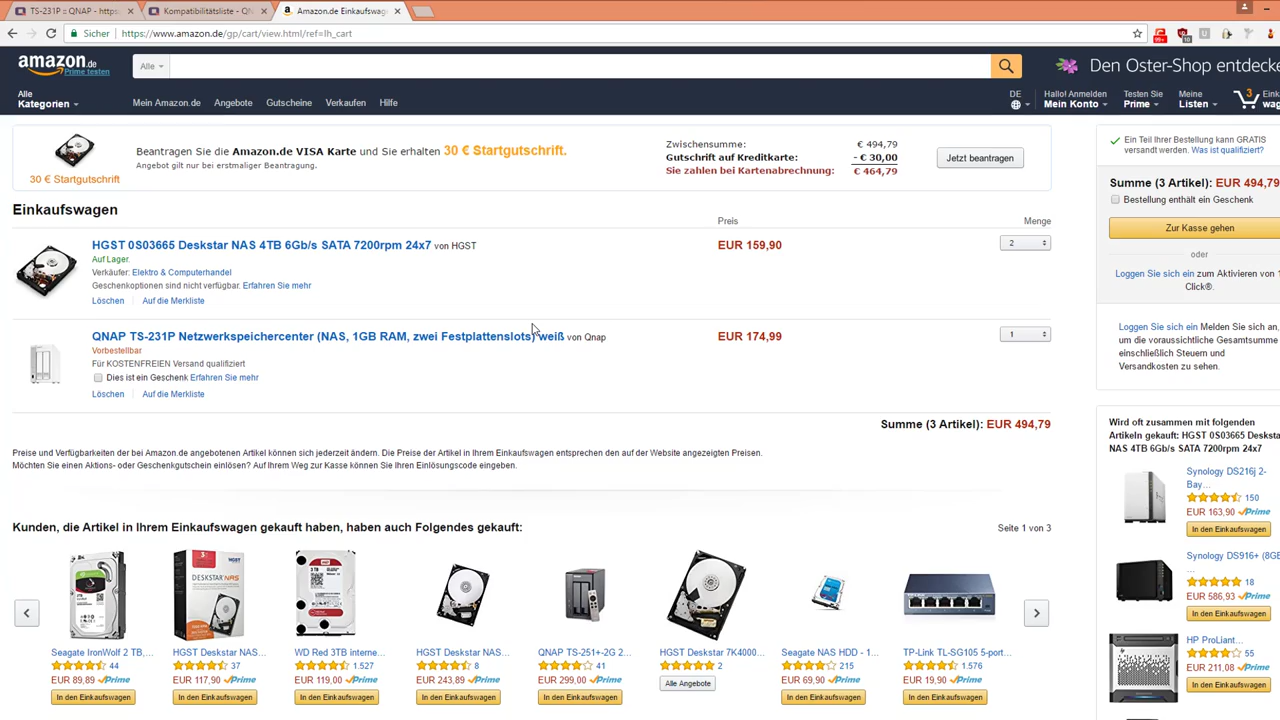 TS-231P :: QNAP - https:
Kompatibilitätsliste - QN
Amazon.de Einkaufswage
Sicher
https://www.amazon.de/gp/cart/view.html/ref=lh_cart
amazon.de
Prime testen
Alle
Den Oster-Shop entdecke
Alle
Kategorien
Mein Amazon.de
Angebote
Gutscheine
Verkaufen
Hilfe
DE
Hallo! Anmelden
Mein Konto
Testen Sie
Prime
Meine
Listen
3
Eink
wag
30 € Startgutschrift
Beantragen Sie die Amazon.de VISA Karte und Sie erhalten 30 € Startgutschrift.
Angebot gilt nur bei erstmaliger Beantragung.
Zwischensumme: € 494,79
Gutschrift auf Kreditkarte: - € 30,00
Sie zahlen bei Kartenabrechnung: € 464,79
Jetzt beantragen
Ein Teil Ihrer Bestellung kann GRATIS
versandt werden. Was ist qualifiziert?
Summe (3 Artikel): EUR 494,79
Bestellung enthält ein Geschenk
Zur Kasse gehen
oder
Loggen Sie sich ein zum Aktivieren von 1
Click®.
Einkaufswagen
Preis
Menge
HGST 0S03665 Deskstar NAS 4TB 6Gb/s SATA 7200rpm 24x7 von HGST
EUR 159,90
2
Auf Lager.
Verkäufer: Elektro & Computerhandel
Geschenkoptionen sind nicht verfügbar. Erfahren Sie mehr
Löschen
Auf die Merkliste
QNAP TS-231P Netzwerkspeichercenter (NAS, 1GB RAM, zwei Festplattenslots) weiß von Qnap
EUR 174,99
1
Vorbestellbar
Für KOSTENFREIEN Versand qualifiziert
Dies ist ein Geschenk Erfahren Sie mehr
Löschen
Auf die Merkliste
Summe (3 Artikel): EUR 494,79
Loggen Sie sich ein Melden Sie sich an,
um die voraussichtliche Gesamtsumme
einschließlich Steuern und
Versandkosten zu sehen.
Preise und Verfügbarkeiten der bei Amazon.de angebotenen Artikel können sich jederzeit ändern. Die Preise der Artikel in Ihrem Einkaufswagen entsprechen den auf der Website angezeigten Preisen.
Möchten Sie einen Aktions- oder Geschenkgutschein einlösen? Auf Ihrem Weg zur Kasse können Sie Ihren Einlösungscode eingeben.
Wird oft zusammen mit folgenden
Artikeln gekauft: HGST 0S03665 Desksta
NAS 4TB 6Gb/s SATA 7200rpm 24x7
Synology DS216j 2-
Bay...
150
EUR 163,90 Prime
In den Einkaufswagen
Synology DS916+ (8GB
...
18
EUR 586,93 Prime
In den Einkaufswagen
HP ProLiant...
55
EUR 211,08 Prime
In den Einkaufswagen
Kunden, die Artikel in Ihrem Einkaufswagen gekauft haben, haben auch Folgendes gekauft:
Seite 1 von 3
Seagate IronWolf 2 TB,...
44
EUR 89,89 Prime
In den Einkaufswagen
HGST Deskstar NAS...
37
EUR 117,90 Prime
In den Einkaufswagen
WD Red 3TB interne...
1.527
EUR 119,00 Prime
In den Einkaufswagen
HGST Deskstar NAS...
8
EUR 243,89 Prime
In den Einkaufswagen
QNAP TS-251+-2G 2...
41
EUR 299,00 Prime
In den Einkaufswagen
HGST Deskstar 7K4000...
2
Alle Angebote
Seagate NAS HDD - 1...
215
EUR 69,90 Prime
In den Einkaufswagen
TP-Link TL-SG105 5-port...
1.576
EUR 19,90 Prime
In den Einkaufswagen